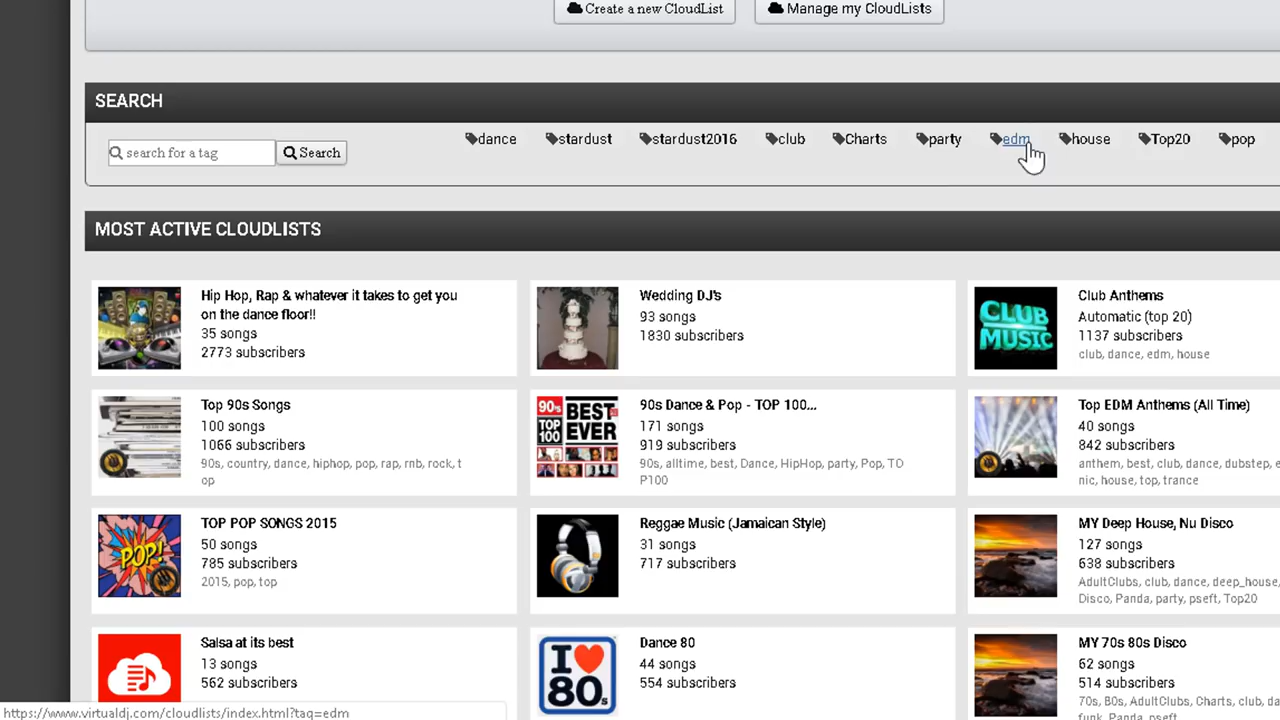 Create a new CloudList
Manage my CloudLists
SEARCH
search for a tag
Search
dance
stardust
stardust2016
club
Charts
party
edm
house
Top20
pop
MOST ACTIVE CLOUDLISTS
Hip Hop, Rap & whatever it takes to get you
on the dance floor!!
35 songs
2773 subscribers
Wedding DJ's
93 songs
1830 subscribers
CLUB
MUSIC
Club Anthems
Automatic (top 20)
1137 subscribers
club, dance, edm, house
Top 90s Songs
100 songs
1066 subscribers
90s, country, dance, hiphop, pop, rap, rnb, rock, t
op
90's
TOP
100
BEST
EVER
90s Dance & Pop - TOP 100...
171 songs
919 subscribers
90s, alltime, best, Dance, HipHop, party, Pop, TO
P100
Top EDM Anthems (All Time)
40 songs
842 subscribers
anthem, best, club, dance, dubstep, e
nic, house, top, trance
POP!
TOP POP SONGS 2015
50 songs
785 subscribers
2015, pop, top
Reggae Music (Jamaican Style)
31 songs
717 subscribers
MY Deep House, Nu Disco
127 songs
638 subscribers
AdultClubs, club, dance, deep_house,
Disco, Panda, party, pseft, Top20
Salsa at its best
13 songs
562 subscribers
I
80s
Dance 80
44 songs
554 subscribers
MY 70s 80s Disco
62 songs
514 subscribers
70s, 80s, AdultClubs, Charts, club, da
funk, Panda, pseft
https://www.virtualdj.com/cloudlists/index.html?tag=edm